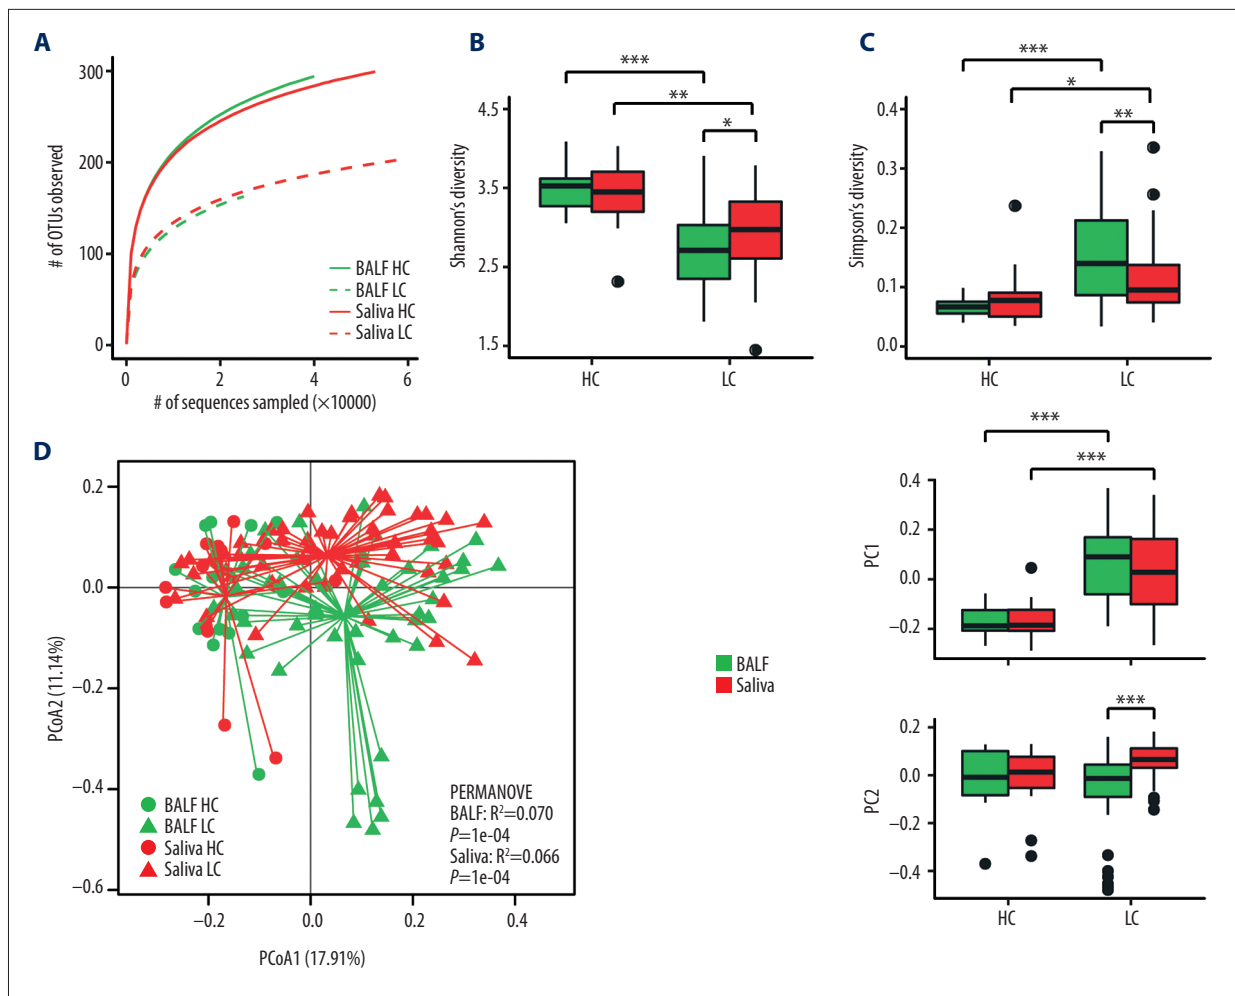 A
300
200
100
0
# of OTUs observed
BALF HC
BALF LC
Saliva HC
Saliva LC
0 2 4 6
# of sequences sampled (×10000)
B
***
**
*
4.5
3.5
2.5
1.5
Shannon's diversity
HC LC
C
***
*
**
0.4
0.3
0.2
0.1
0.0
Simpson's diversity
HC LC
D
0.2
0.0
−0.2
−0.4
−0.6
PCoA2 (11.14%)
BALF HC
BALF LC
Saliva HC
Saliva LC
PERMANOVE
BALF: R²=0.070
P=1e-04
Saliva: R²=0.066
P=1e-04
−0.2 0.0 0.2 0.4
PCoA1 (17.91%)
BALF
Saliva
***
***
0.4
0.2
0.0
−0.2
PC1
***
0.2
0.0
−0.2
−0.4
PC2
HC LC